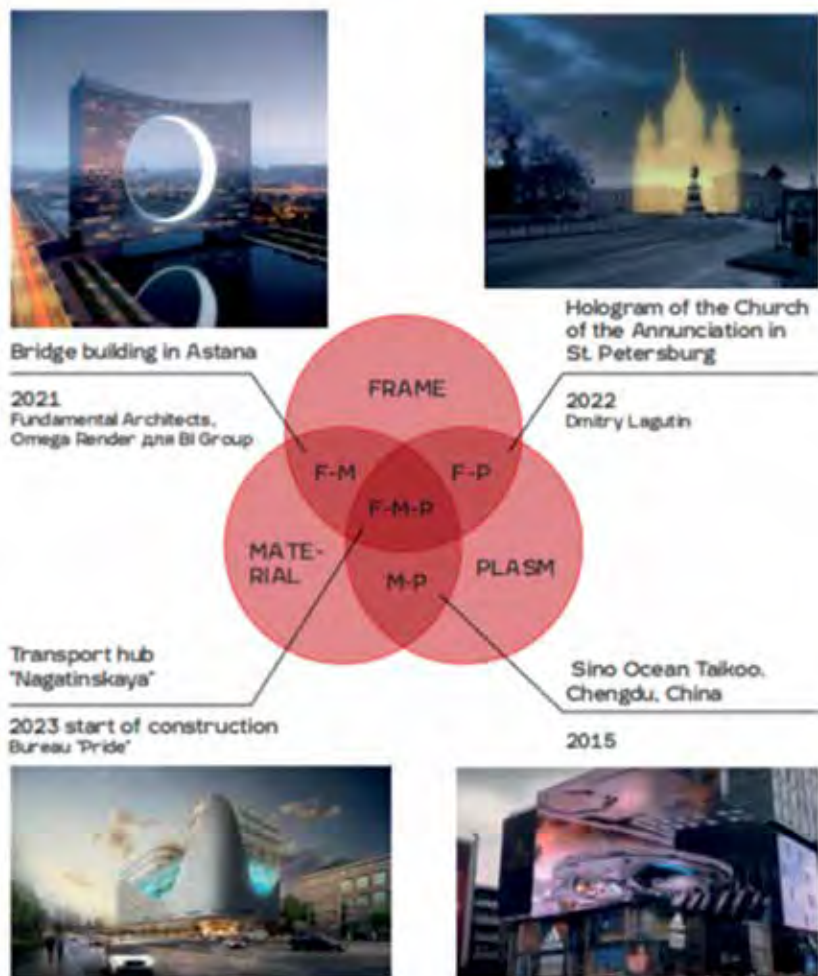 Bridge building in Astana
2021
Fundamental Architects,
Omega Render для BI Group
Hologram of the Church
of the Annunciation in
St. Petersburg
2022
Dmitry Lagutin
FRAME
F-M
F-P
F-M-P
MATE-
RIAL
PLASM
M-P
Transport hub
"Nagatinskaya"
2023 start of construction
Bureau "Pride"
Sino Ocean Taikoo,
Chengdu, China
2015